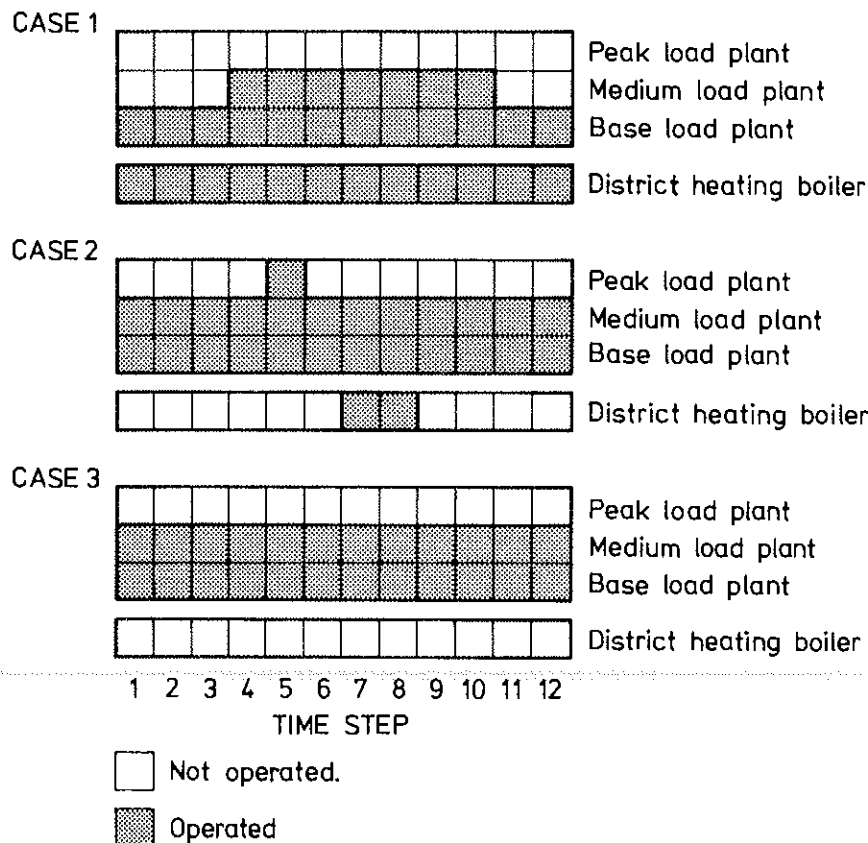 CASE 1
Peak load plant
Medium load plant
Base load plant
District heating boiler
CASE 2
Peak load plant
Medium load plant
Base load plant
District heating boiler
CASE 3
Peak load plant
Medium load plant
Base load plant
District heating boiler
1 2 3 4 5 6 7 8 9 10 11 12
TIME STEP
Not operated.
Operated